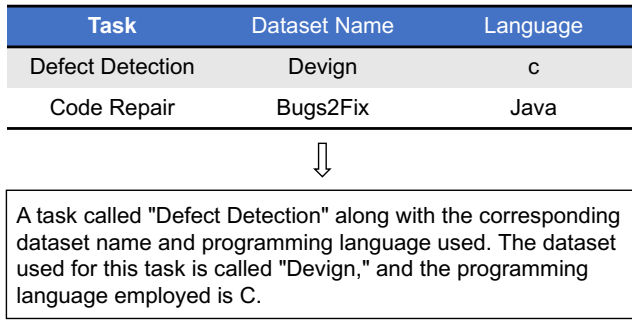 Task Dataset Name Language
Defect Detection Devign c
Code Repair Bugs2Fix Java
A task called "Defect Detection" along with the corresponding
dataset name and programming language used. The dataset
used for this task is called "Devign," and the programming
language employed is C.